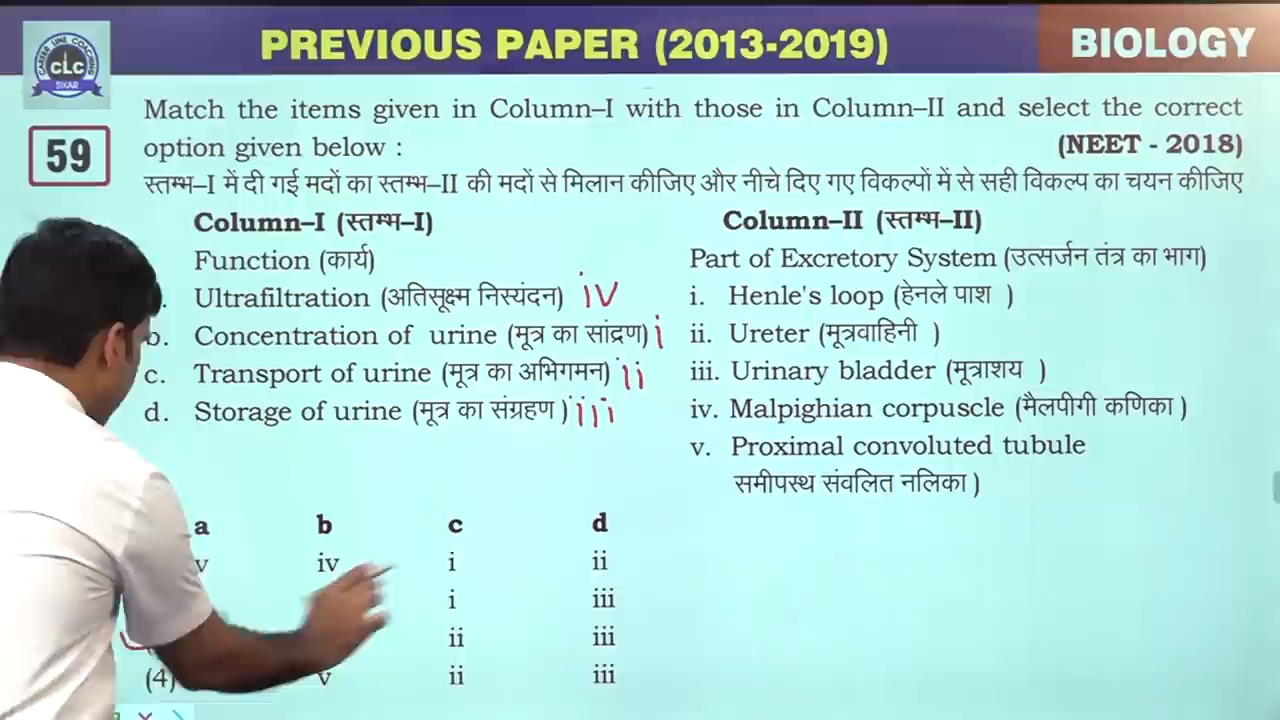 PREVIOUS PAPER (2013-2019)
BIOLOGY
CAREER LINE COACHING
CLC
SIKAR
59
Match the items given in Column–I with those in Column–II and select the correct
option given below :
(NEET - 2018)
स्तम्भ–I में दी गई मदों का स्तम्भ–II की मदों से मिलान कीजिए और नीचे दिए गए विकल्पों में से सही विकल्प का चयन कीजिए
Column–I (स्तम्भ–I)
Column–II (स्तम्भ–II)
Function (कार्य)
Part of Excretory System (उत्सर्जन तंत्र का भाग)
Ultrafiltration (अतिसूक्ष्म निस्यंदन) iv
i. Henle's loop (हेनले पाश )
b. Concentration of urine (मूत्र का सांद्रण) i
ii. Ureter (मूत्रवाहिनी )
c. Transport of urine (मूत्र का अभिगमन) ii
iii. Urinary bladder (मूत्राशय )
d. Storage of urine (मूत्र का संग्रहण ) iii
iv. Malpighian corpuscle (मैलपीगी कणिका )
v. Proximal convoluted tubule
समीपस्थ संवलित नलिका )
a b c d
v iv i ii
i iii
ii iii
(4) v ii iii